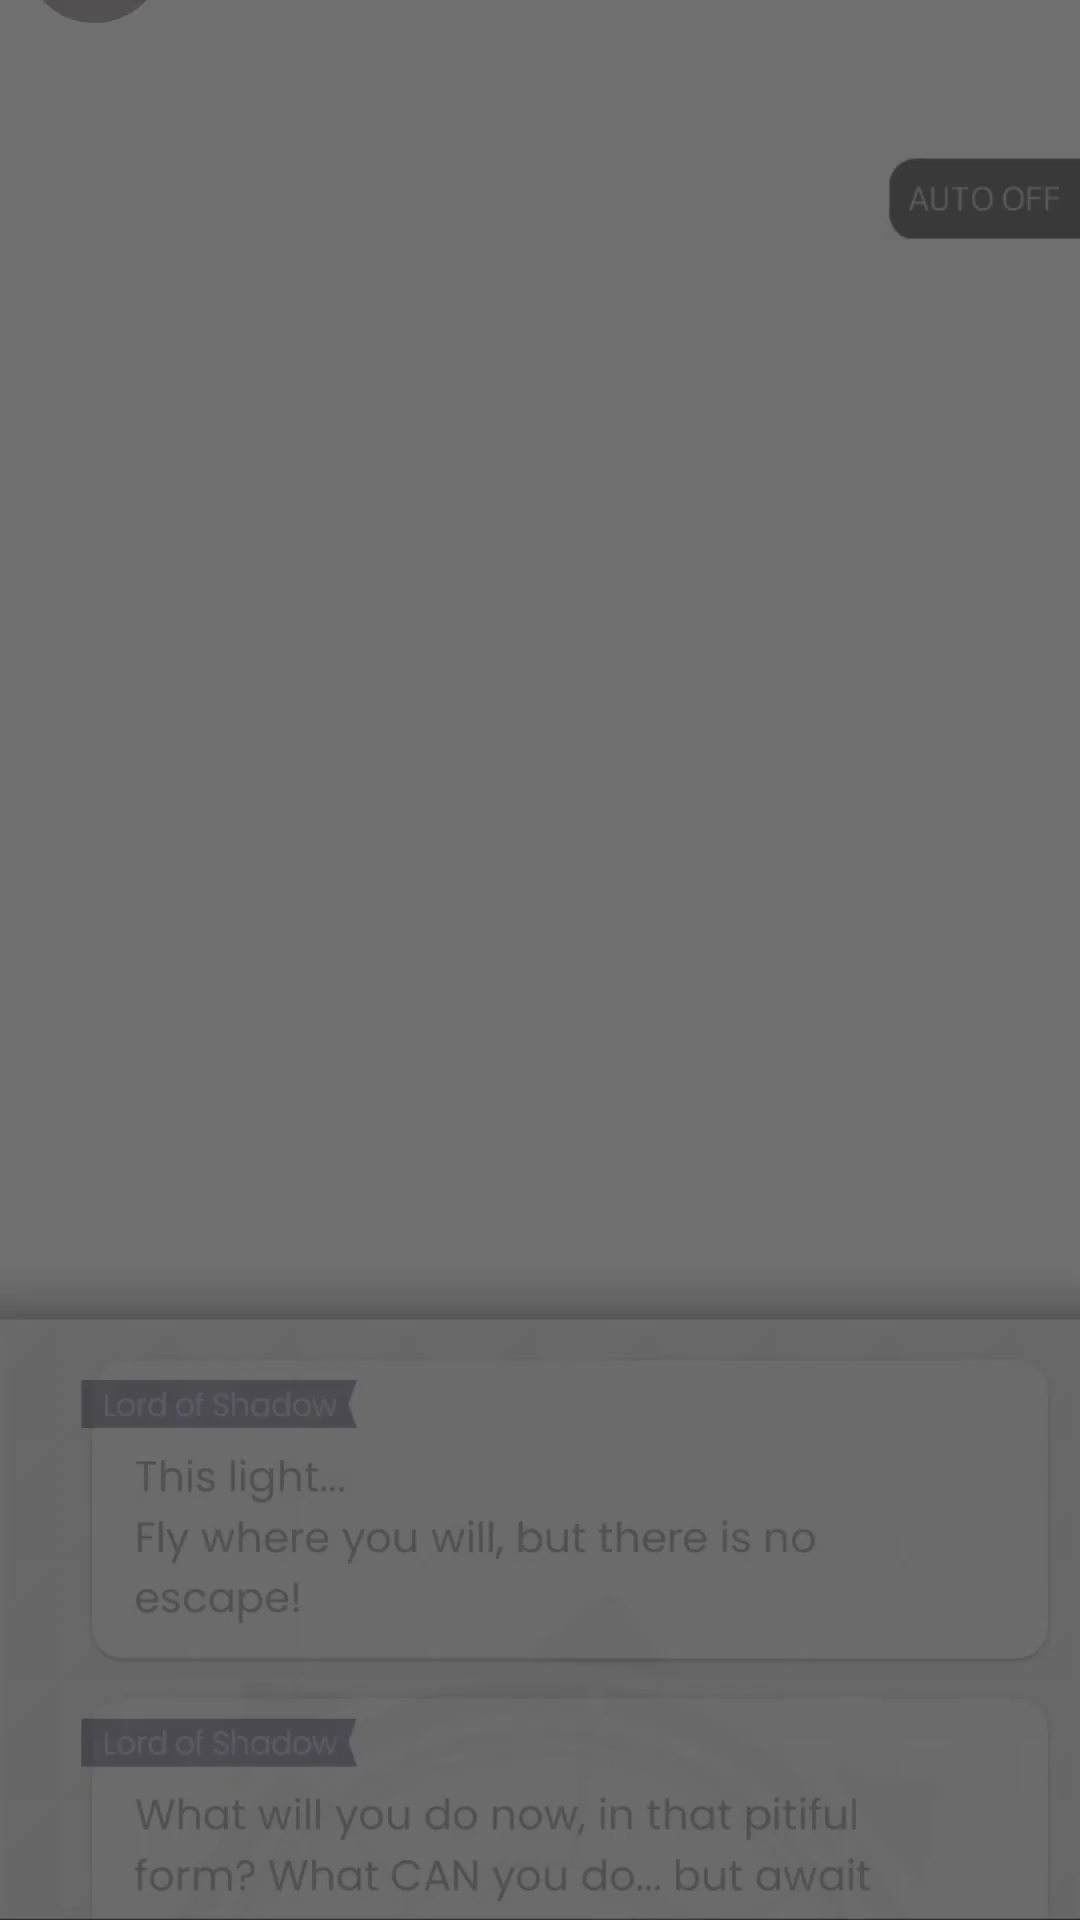 AUTO OFF
Lord of Shadow
This light...
Fly where you will, but there is no
escape!
Lord of Shadow
What will you do now, in that pitiful
form? What CAN you do... but await